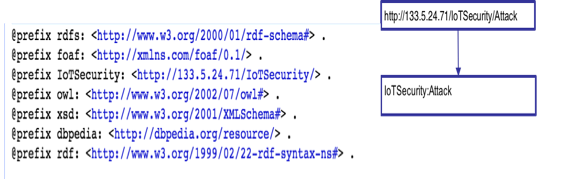 @prefix rdfs: <http://www.w3.org/2000/01/rdf-schema#> .
@prefix foaf: <http://xmlns.com/foaf/0.1/> .
@prefix IoTSecurity: <http://133.5.24.71/IoTSecurity/> .
@prefix owl: <http://www.w3.org/2002/07/owl#> .
@prefix xsd: <http://www.w3.org/2001/XMLSchema#> .
@prefix dbpedia: <http://dbpedia.org/resource/> .
@prefix rdf: <http://www.w3.org/1999/02/22-rdf-syntax-ns#> .
http://133.5.24.71/IoTSecurity/Attack
IoTSecurity:Attack